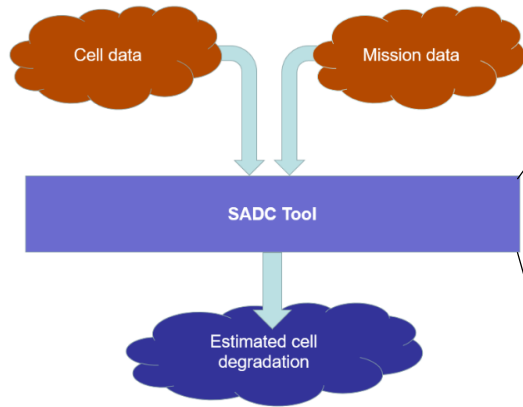 Cell data
Mission data
SADC Tool
Estimated cell
degradation